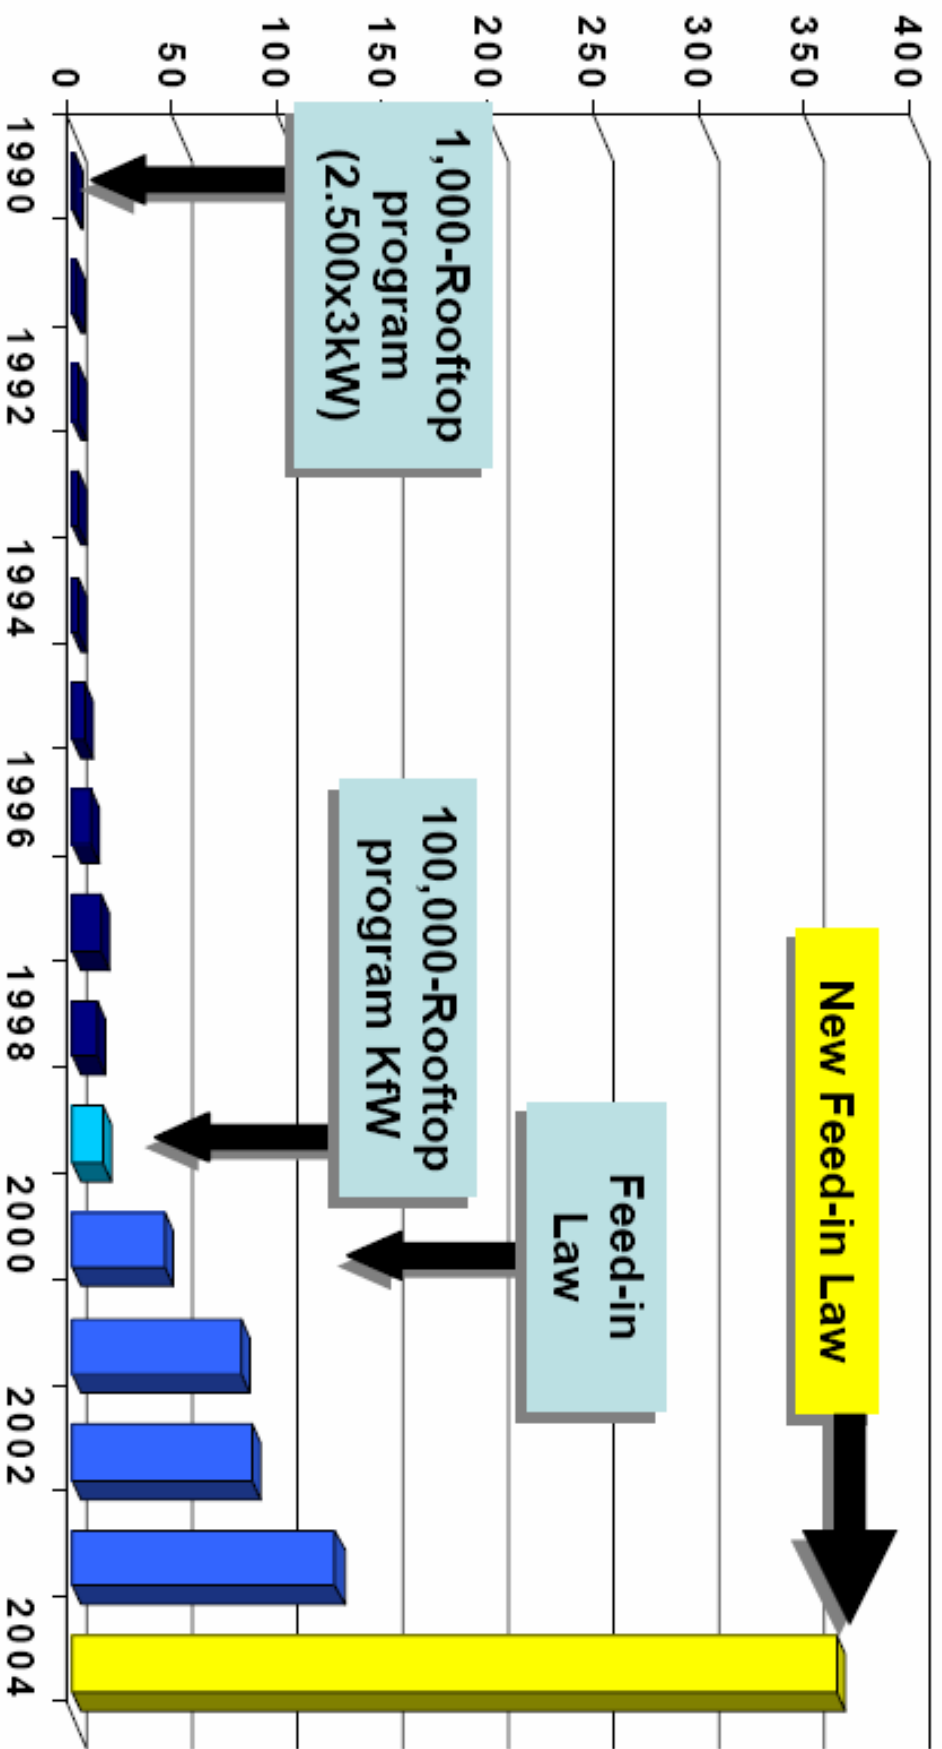 400
350
300
250
200
150
100
50
0
1,000-Rooftop
program
(2.500x3kW)
100,000-Rooftop
program KfW
Feed-in
Law
New Feed-in Law
1990
1992
1994
1996
1998
2000
2002
2004